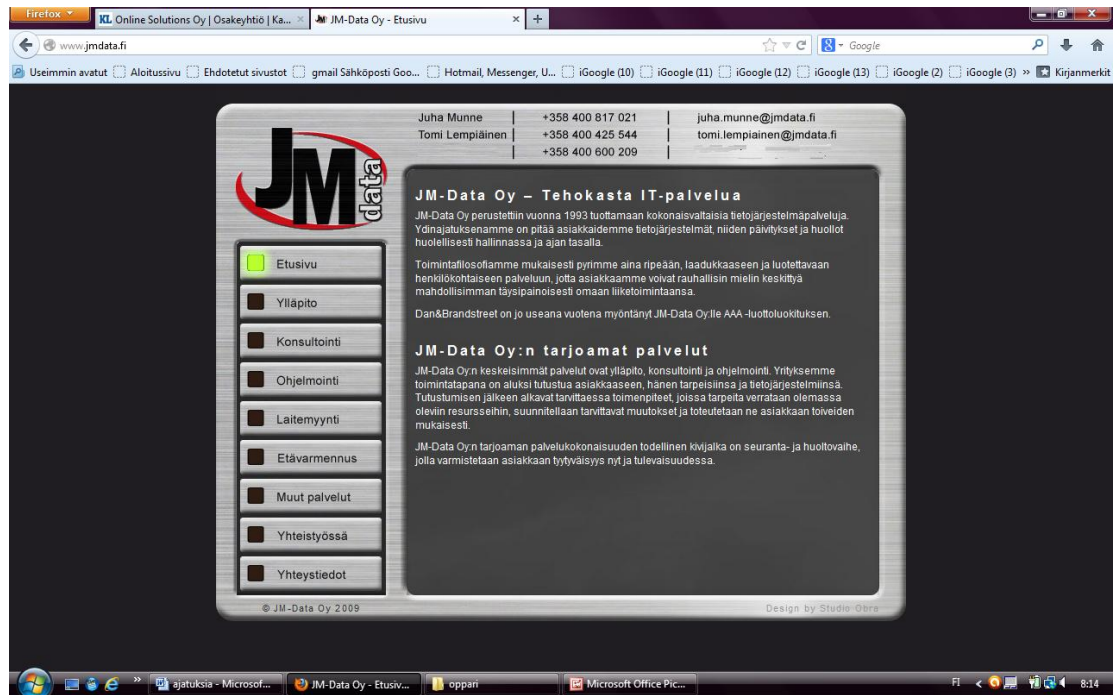 Firefox
KL Online Solutions Oy | Osakeyhtiö | Ka...
JM-Data Oy - Etusivu
www.jmdata.fi
Google
Useimmin avatut
Aloitussivu
Ehdotetut sivustot
gmail Sähköposti Goo...
Hotmail, Messenger, U...
iGoogle (10)
iGoogle (11)
iGoogle (12)
iGoogle (13)
iGoogle (2)
iGoogle (3)
»
Kirjanmerkit
JM data
Juha Munne | +358 400 817 021 | juha.munne@jmdata.fi
Tomi Lempiäinen | +358 400 425 544 | tomi.lempiainen@jmdata.fi
| +358 400 600 209 |
Etusivu
Ylläpito
Konsultointi
Ohjelmointi
Laitemyynti
Etävarmennus
Muut palvelut
Yhteistyössä
Yhteystiedot
JM-Data Oy – Tehokasta IT-palvelua
JM-Data Oy perustettiin vuonna 1993 tuottamaan kokonaisvaltaisia tietojärjestelmäpalveluja.
Ydinajatuksenamme on pitää asiakkaidemme tietojärjestelmät, niiden päivitykset ja huollot
huolellisesti hallinnassa ja ajan tasalla.
Toimintafilosofiamme mukaisesti pyrimme aina ripeään, laadukkaaseen ja luotettavaan
henkilökohtaiseen palveluun, jotta asiakkaamme voivat rauhallisin mielin keskittyä
mahdollisimman täysipainoisesti omaan liiketoimintaansa.
Dan&Brandstreet on jo useana vuotena myöntänyt JM-Data Oy:lle AAA -luottoluokituksen.
JM-Data Oy:n tarjoamat palvelut
JM-Data Oy:n keskeisimmät palvelut ovat ylläpito, konsultointi ja ohjelmointi. Yrityksemme
toimintatapana on aluksi tutustua asiakkaaseen, hänen tarpeisiinsa ja tietojärjestelmiinsä.
Tutustumisen jälkeen alkavat tarvittaessa toimenpiteet, joissa tarpeita verrataan olemassa
oleviin resursseihin, suunnitellaan tarvittavat muutokset ja toteutetaan ne asiakkaan toiveiden
mukaisesti.
JM-Data Oy:n tarjoaman palvelukokonaisuuden todellinen kivijalka on seuranta- ja huoltovaihe,
jolla varmistetaan asiakkaan tyytyväisyys nyt ja tulevaisuudessa.
© JM-Data Oy 2009
Design by Studio Obra
ajatuksia - Microsof...
JM-Data Oy - Etusiv...
oppari
Microsoft Office Pic...
FI
8:14